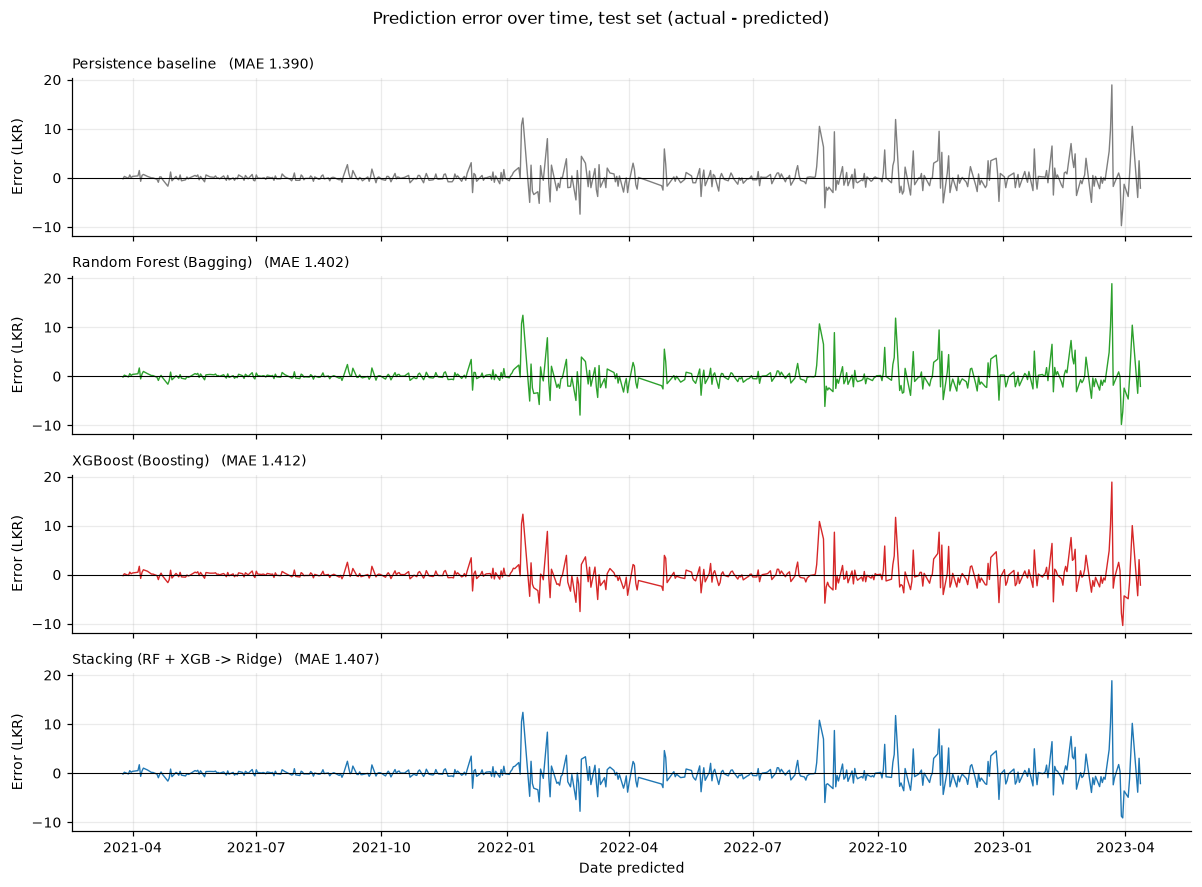 Prediction error over time, test set (actual - predicted)
Persistence baseline   (MAE 1.390)
20
10
0
−10
Error (LKR)
Random Forest (Bagging)   (MAE 1.402)
20
10
0
−10
Error (LKR)
XGBoost (Boosting)   (MAE 1.412)
20
10
0
−10
Error (LKR)
Stacking (RF + XGB -> Ridge)   (MAE 1.407)
20
10
0
−10
Error (LKR)
2021-04 2021-07 2021-10 2022-01 2022-04 2022-07 2022-10 2023-01 2023-04
Date predicted